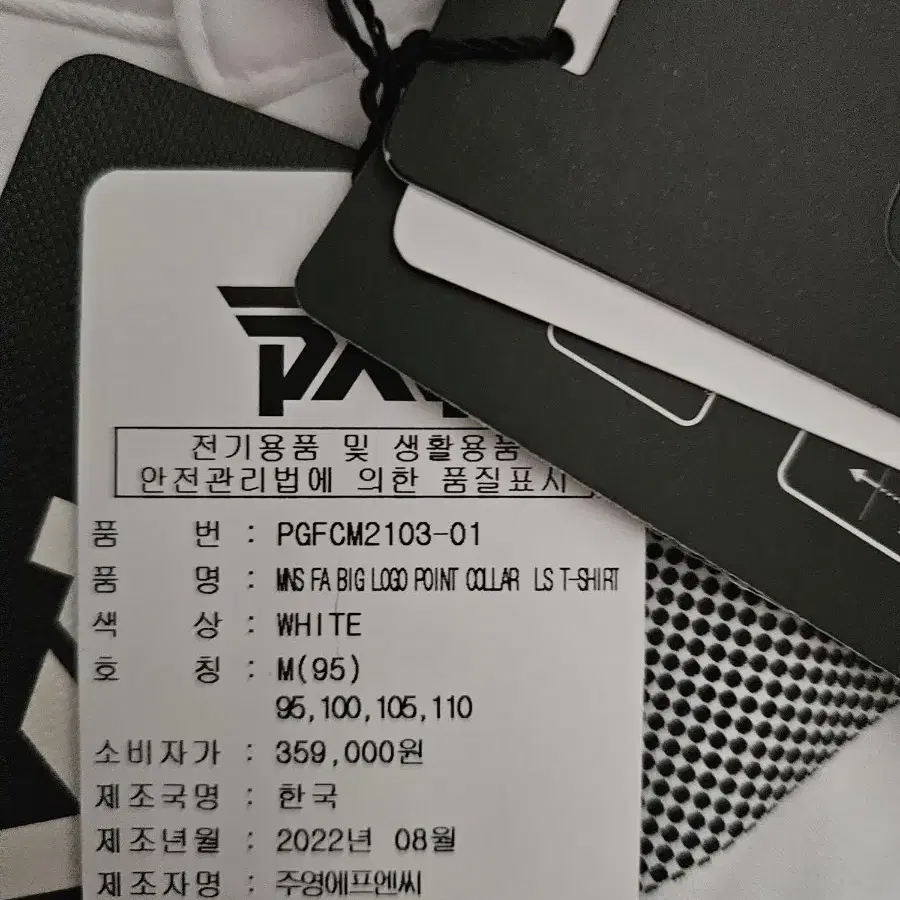 PXG
전기용품 및 생활용품
안전관리법에 의한 품질표시
품 번 : PGFCM2103-01
품 명 : MNS FA BIG LOGO POINT COLLAR LS T-SHIRT
색 상 : WHITE
호 칭 : M(95)
95,100,105,110
소비자가 : 359,000원
제조국명 : 한국
제조년월 : 2022년 08월
제조자명 : 주영에프엔씨